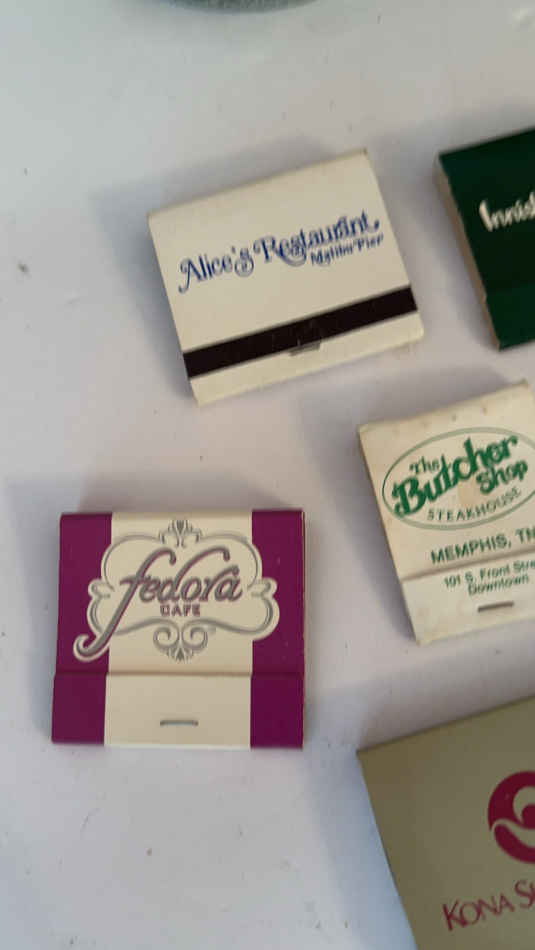 Alice's Restaurant
Malibu Pier
The
Butcher
Shop
STEAKHOUSE
MEMPHIS, TN
101 S. Front
Downtown
fedora
CAFE
KONA